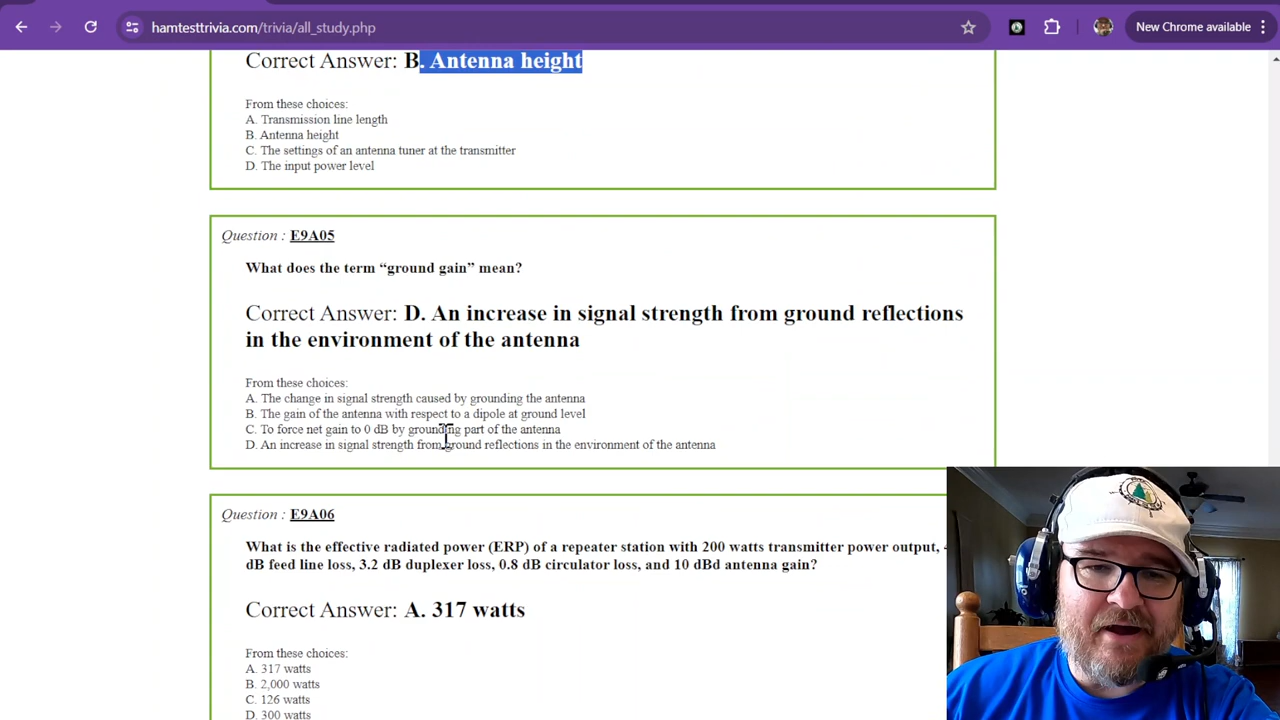 hamtesttrivia.com/trivia/all_study.php
New Chrome available
Correct Answer: B. Antenna height
From these choices:
A. Transmission line length
B. Antenna height
C. The settings of an antenna tuner at the transmitter
D. The input power level
Question : E9A05
What does the term “ground gain” mean?
Correct Answer: D. An increase in signal strength from ground reflections
in the environment of the antenna
From these choices:
A. The change in signal strength caused by grounding the antenna
B. The gain of the antenna with respect to a dipole at ground level
C. To force net gain to 0 dB by grounding part of the antenna
D. An increase in signal strength from ground reflections in the environment of the antenna
Question : E9A06
What is the effective radiated power (ERP) of a repeater station with 200 watts transmitter power output,
dB feed line loss, 3.2 dB duplexer loss, 0.8 dB circulator loss, and 10 dBd antenna gain?
Correct Answer: A. 317 watts
From these choices:
A. 317 watts
B. 2,000 watts
C. 126 watts
D. 300 watts